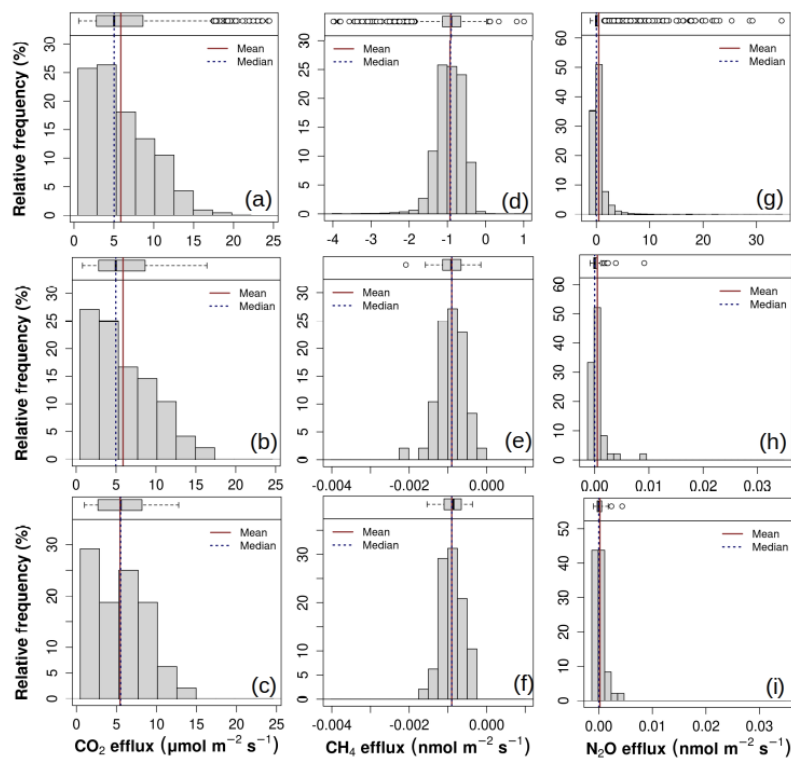 Relative frequency (%)
0 5 10 15 20 25 30
Mean
Median
(a)
0 5 10 15 20 25
0 5 10 15 20 25 30
Mean
Median
(d)
-4 -3 -2 -1 0 1
0 10 20 30 40 50 60
Mean
Median
(g)
0 10 20 30
Relative frequency (%)
0 5 10 15 20 25 30
Mean
Median
(b)
0 5 10 15 20 25
0 5 10 15 20 25 30
Mean
Median
(e)
-0.004 -0.002 0.000
0 10 20 30 40 50 60
Mean
Median
(h)
0.00 0.01 0.02 0.03
Relative frequency (%)
0 5 10 15 20 25 30
Mean
Median
(c)
0 5 10 15 20 25
CO₂ efflux (µmol m⁻² s⁻¹)
0 5 10 20 30
Mean
Median
(f)
-0.004 -0.002 0.000
CH₄ efflux (nmol m⁻² s⁻¹)
0 10 20 30 40 50
Mean
Median
(i)
0.00 0.01 0.02 0.03
N₂O efflux (nmol m⁻² s⁻¹)